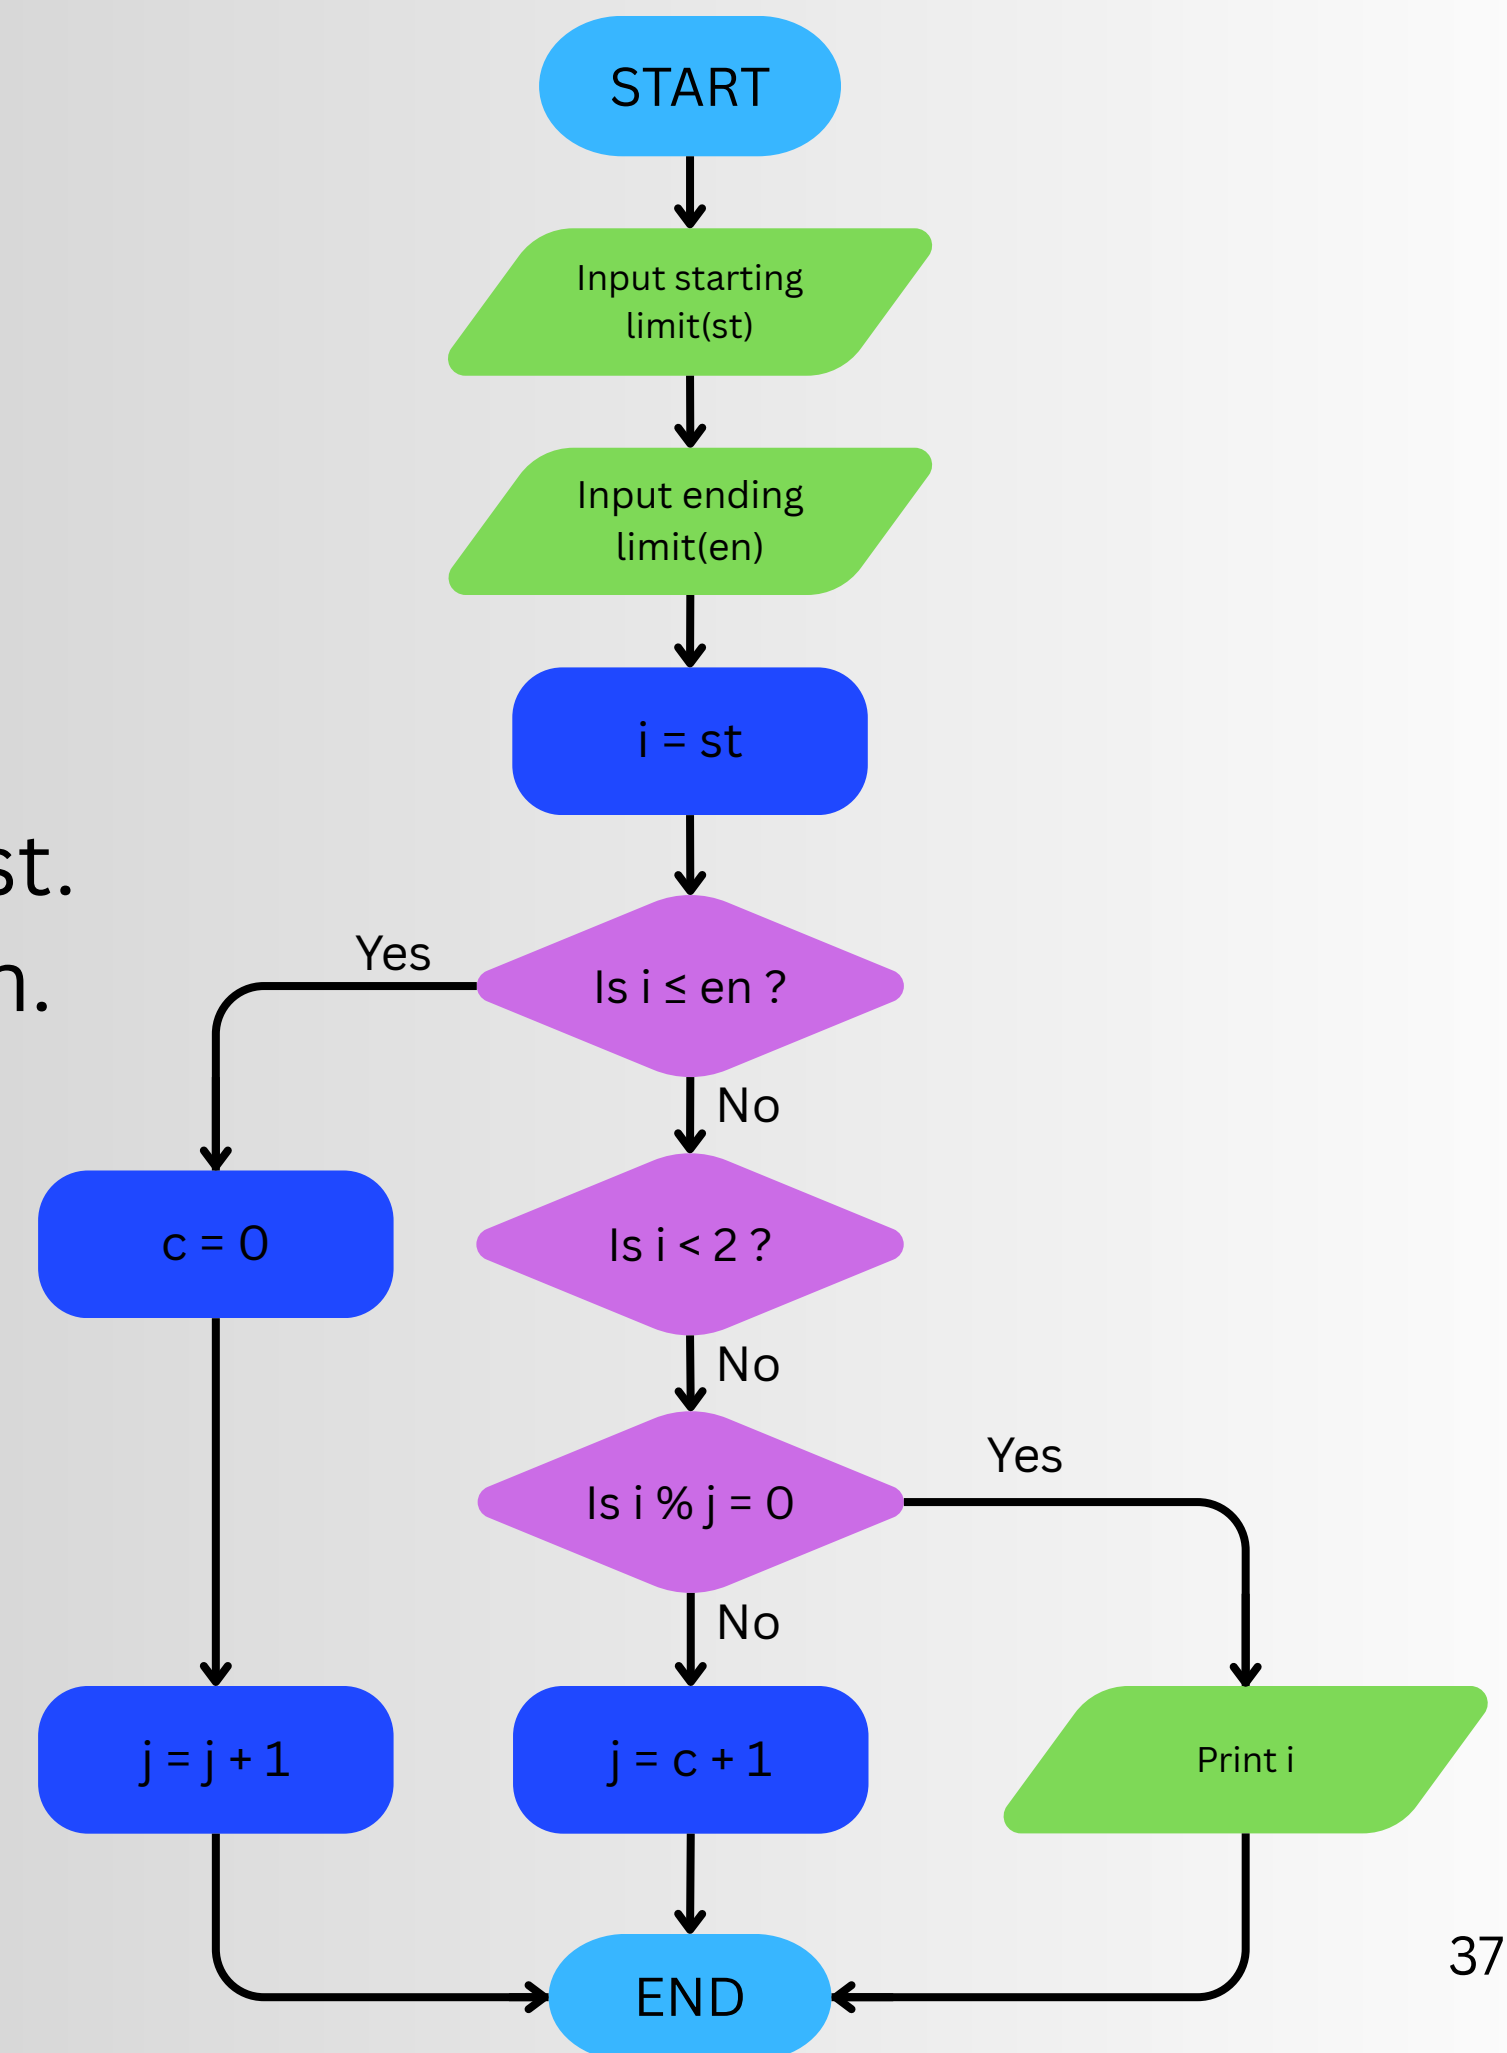 START
Input starting
limit(st)
Input ending
limit(en)
i = st
st.
n.
Yes
Is i ≤ en ?
No
c = 0
Is i < 2 ?
No
Yes
Is i % j = 0
No
j = j + 1
j = c + 1
Print i
37
END